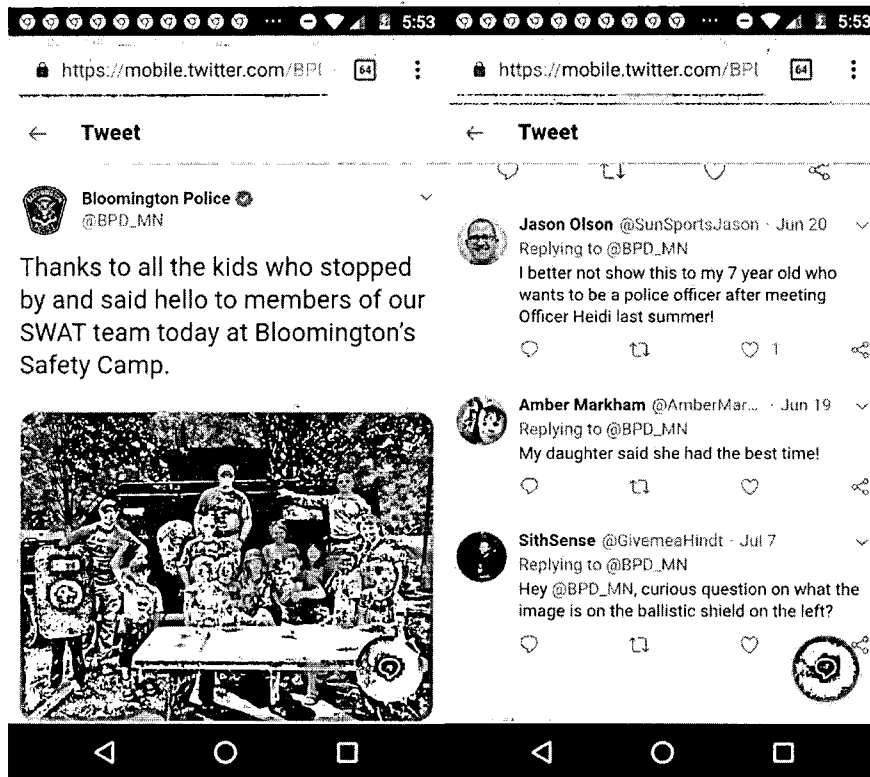 5:53
https://mobile.twitter.com/BPI
64
Tweet
Bloomington Police
@BPD_MN
Thanks to all the kids who stopped
by and said hello to members of our
SWAT team today at Bloomington's
Safety Camp.
5:53
https://mobile.twitter.com/BPI
64
Tweet
Jason Olson @SunSportsJason · Jun 20
Replying to @BPD_MN
I better not show this to my 7 year old who
wants to be a police officer after meeting
Officer Heidi last summer!
1
Amber Markham @AmberMar... · Jun 19
Replying to @BPD_MN
My daughter said she had the best time!
SithSense @GivemeaHindt · Jul 7
Replying to @BPD_MN
Hey @BPD_MN, curious question on what the
image is on the ballistic shield on the left?